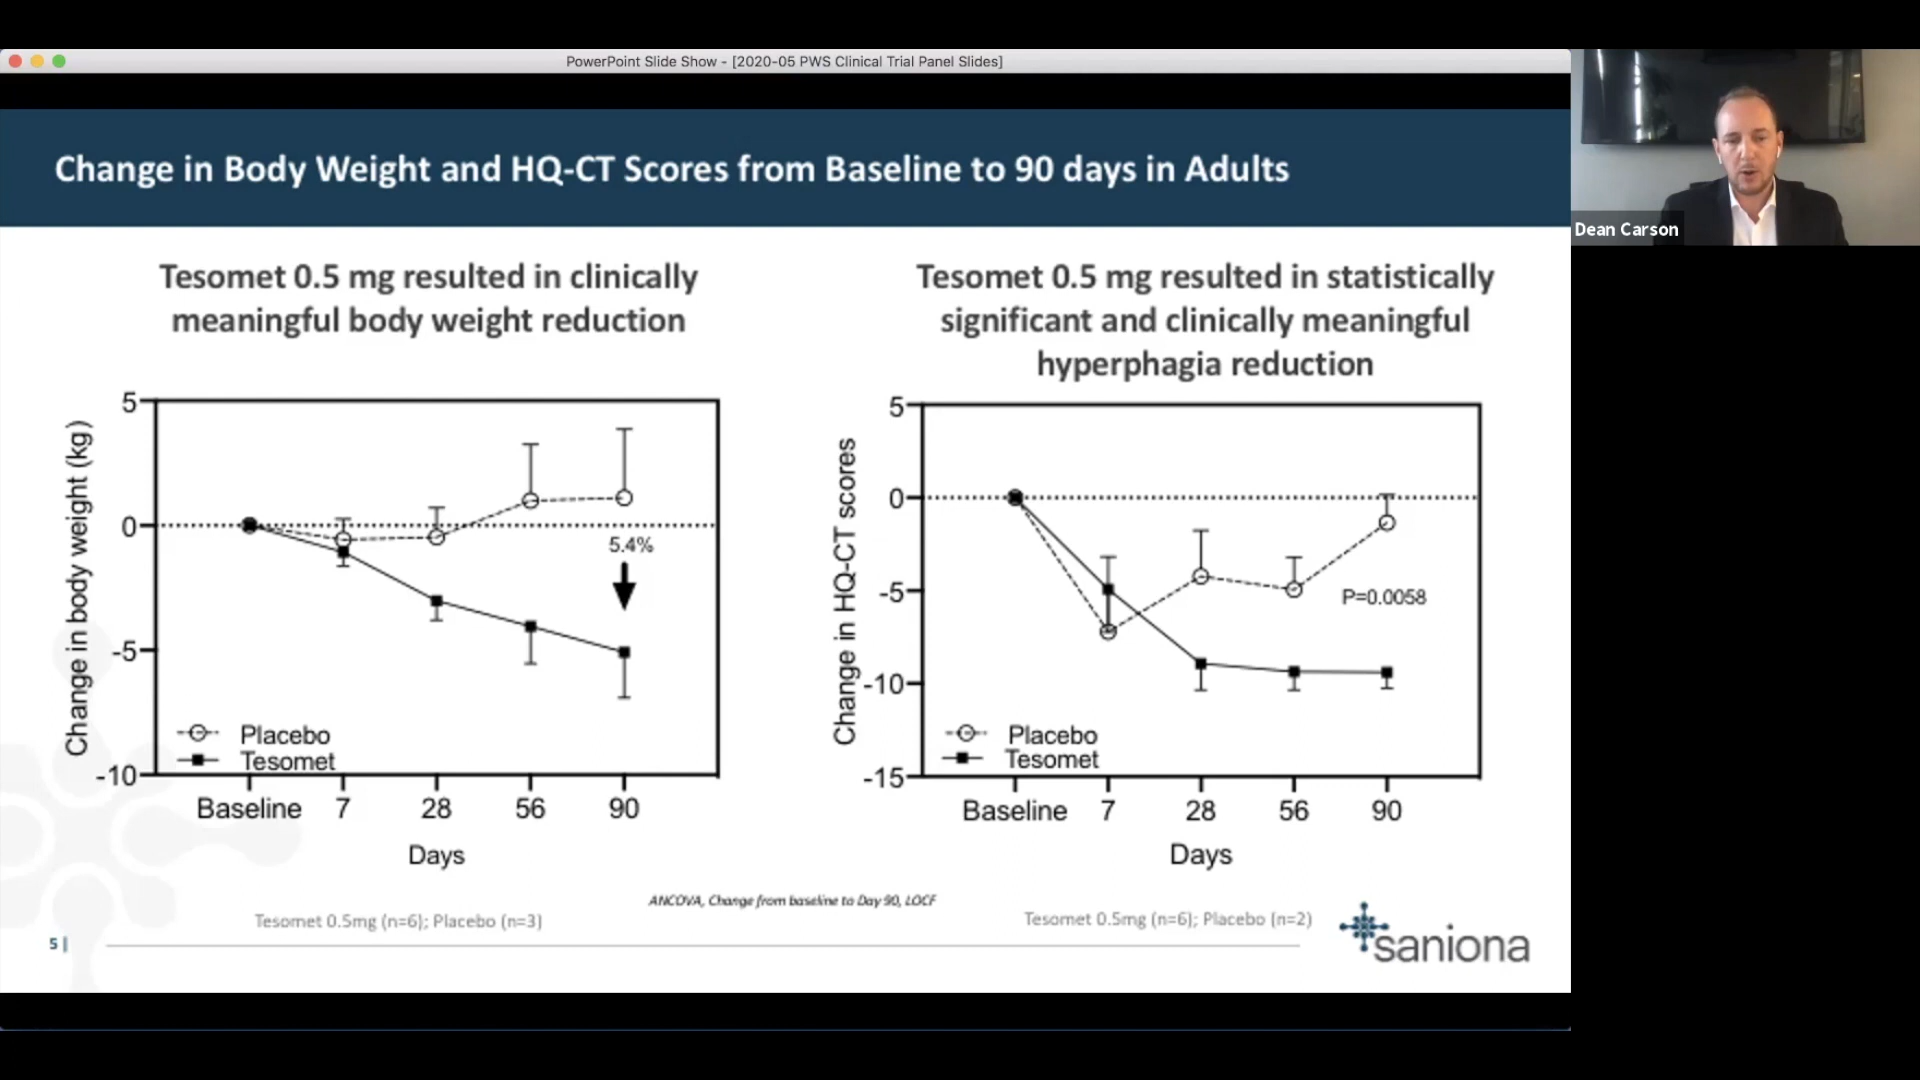 PowerPoint Slide Show - [2020-05 PWS Clinical Trial Panel Slides]
Dean Carson
Change in Body Weight and HQ-CT Scores from Baseline to 90 days in Adults
Tesomet 0.5 mg resulted in clinically
meaningful body weight reduction
Change in body weight (kg)
5
0
-5
-10
5.4%
Placebo
Tesomet
Baseline 7 28 56 90
Days
Tesomet 0.5mg (n=6); Placebo (n=3)
Tesomet 0.5 mg resulted in statistically
significant and clinically meaningful
hyperphagia reduction
Change in HQ-CT scores
5
0
-5
-10
-15
P=0.0058
Placebo
Tesomet
Baseline 7 28 56 90
Days
ANCOVA, Change from baseline to Day 90, LOCF
Tesomet 0.5mg (n=6); Placebo (n=2)
5 |
saniona